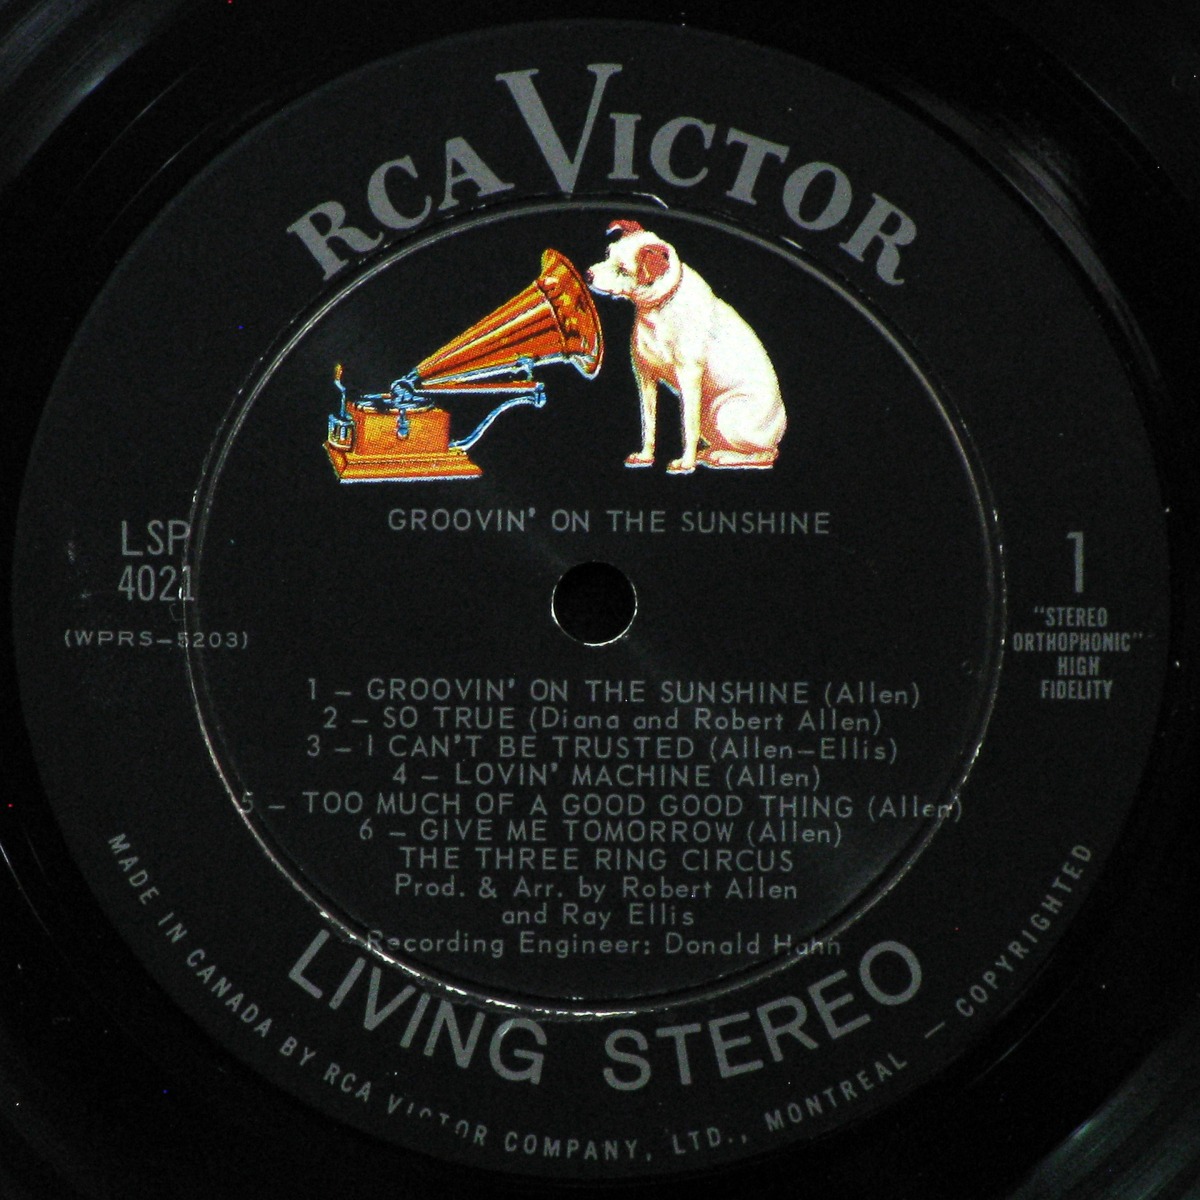 RCA VICTOR
GROOVIN' ON THE SUNSHINE
LSP
4021
(WPRS-5203)
1
"STEREO
ORTHOPHONIC"
HIGH
FIDELITY
1 – GROOVIN' ON THE SUNSHINE (Allen)
2 – SO TRUE (Diana and Robert Allen)
3 – I CAN'T BE TRUSTED (Allen–Ellis)
4 – LOVIN' MACHINE (Allen)
5 – TOO MUCH OF A GOOD GOOD THING (Allen)
6 – GIVE ME TOMORROW (Allen)
THE THREE RING CIRCUS
Prod. & Arr. by Robert Allen
and Ray Ellis
Recording Engineer: Donald Hahn
LIVING STEREO
MADE IN CANADA BY RCA VICTOR COMPANY, LTD., MONTREAL — COPYRIGHTED